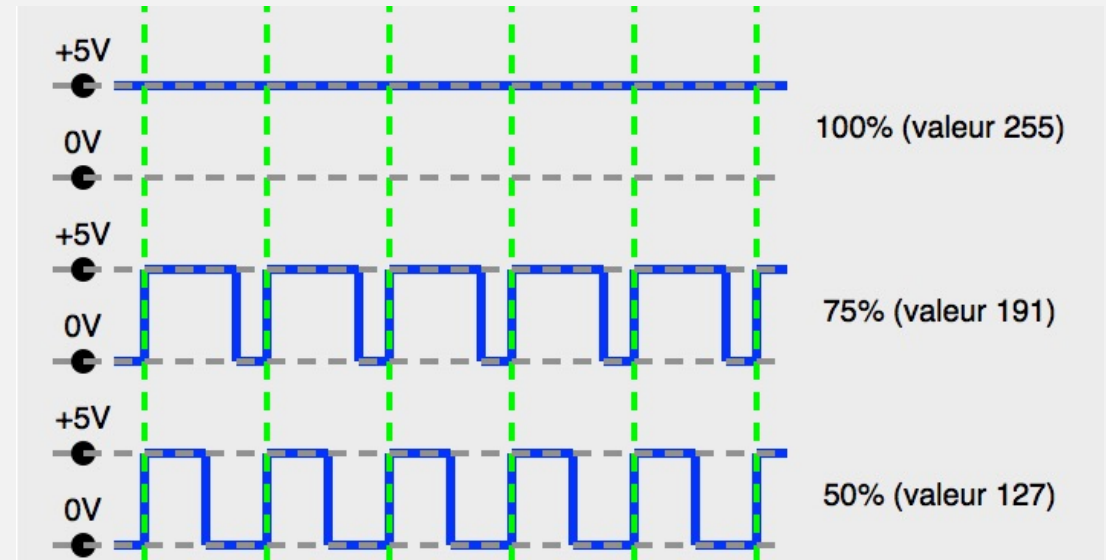 +5V
0V
100% (valeur 255)
+5V
0V
75% (valeur 191)
+5V
0V
50% (valeur 127)